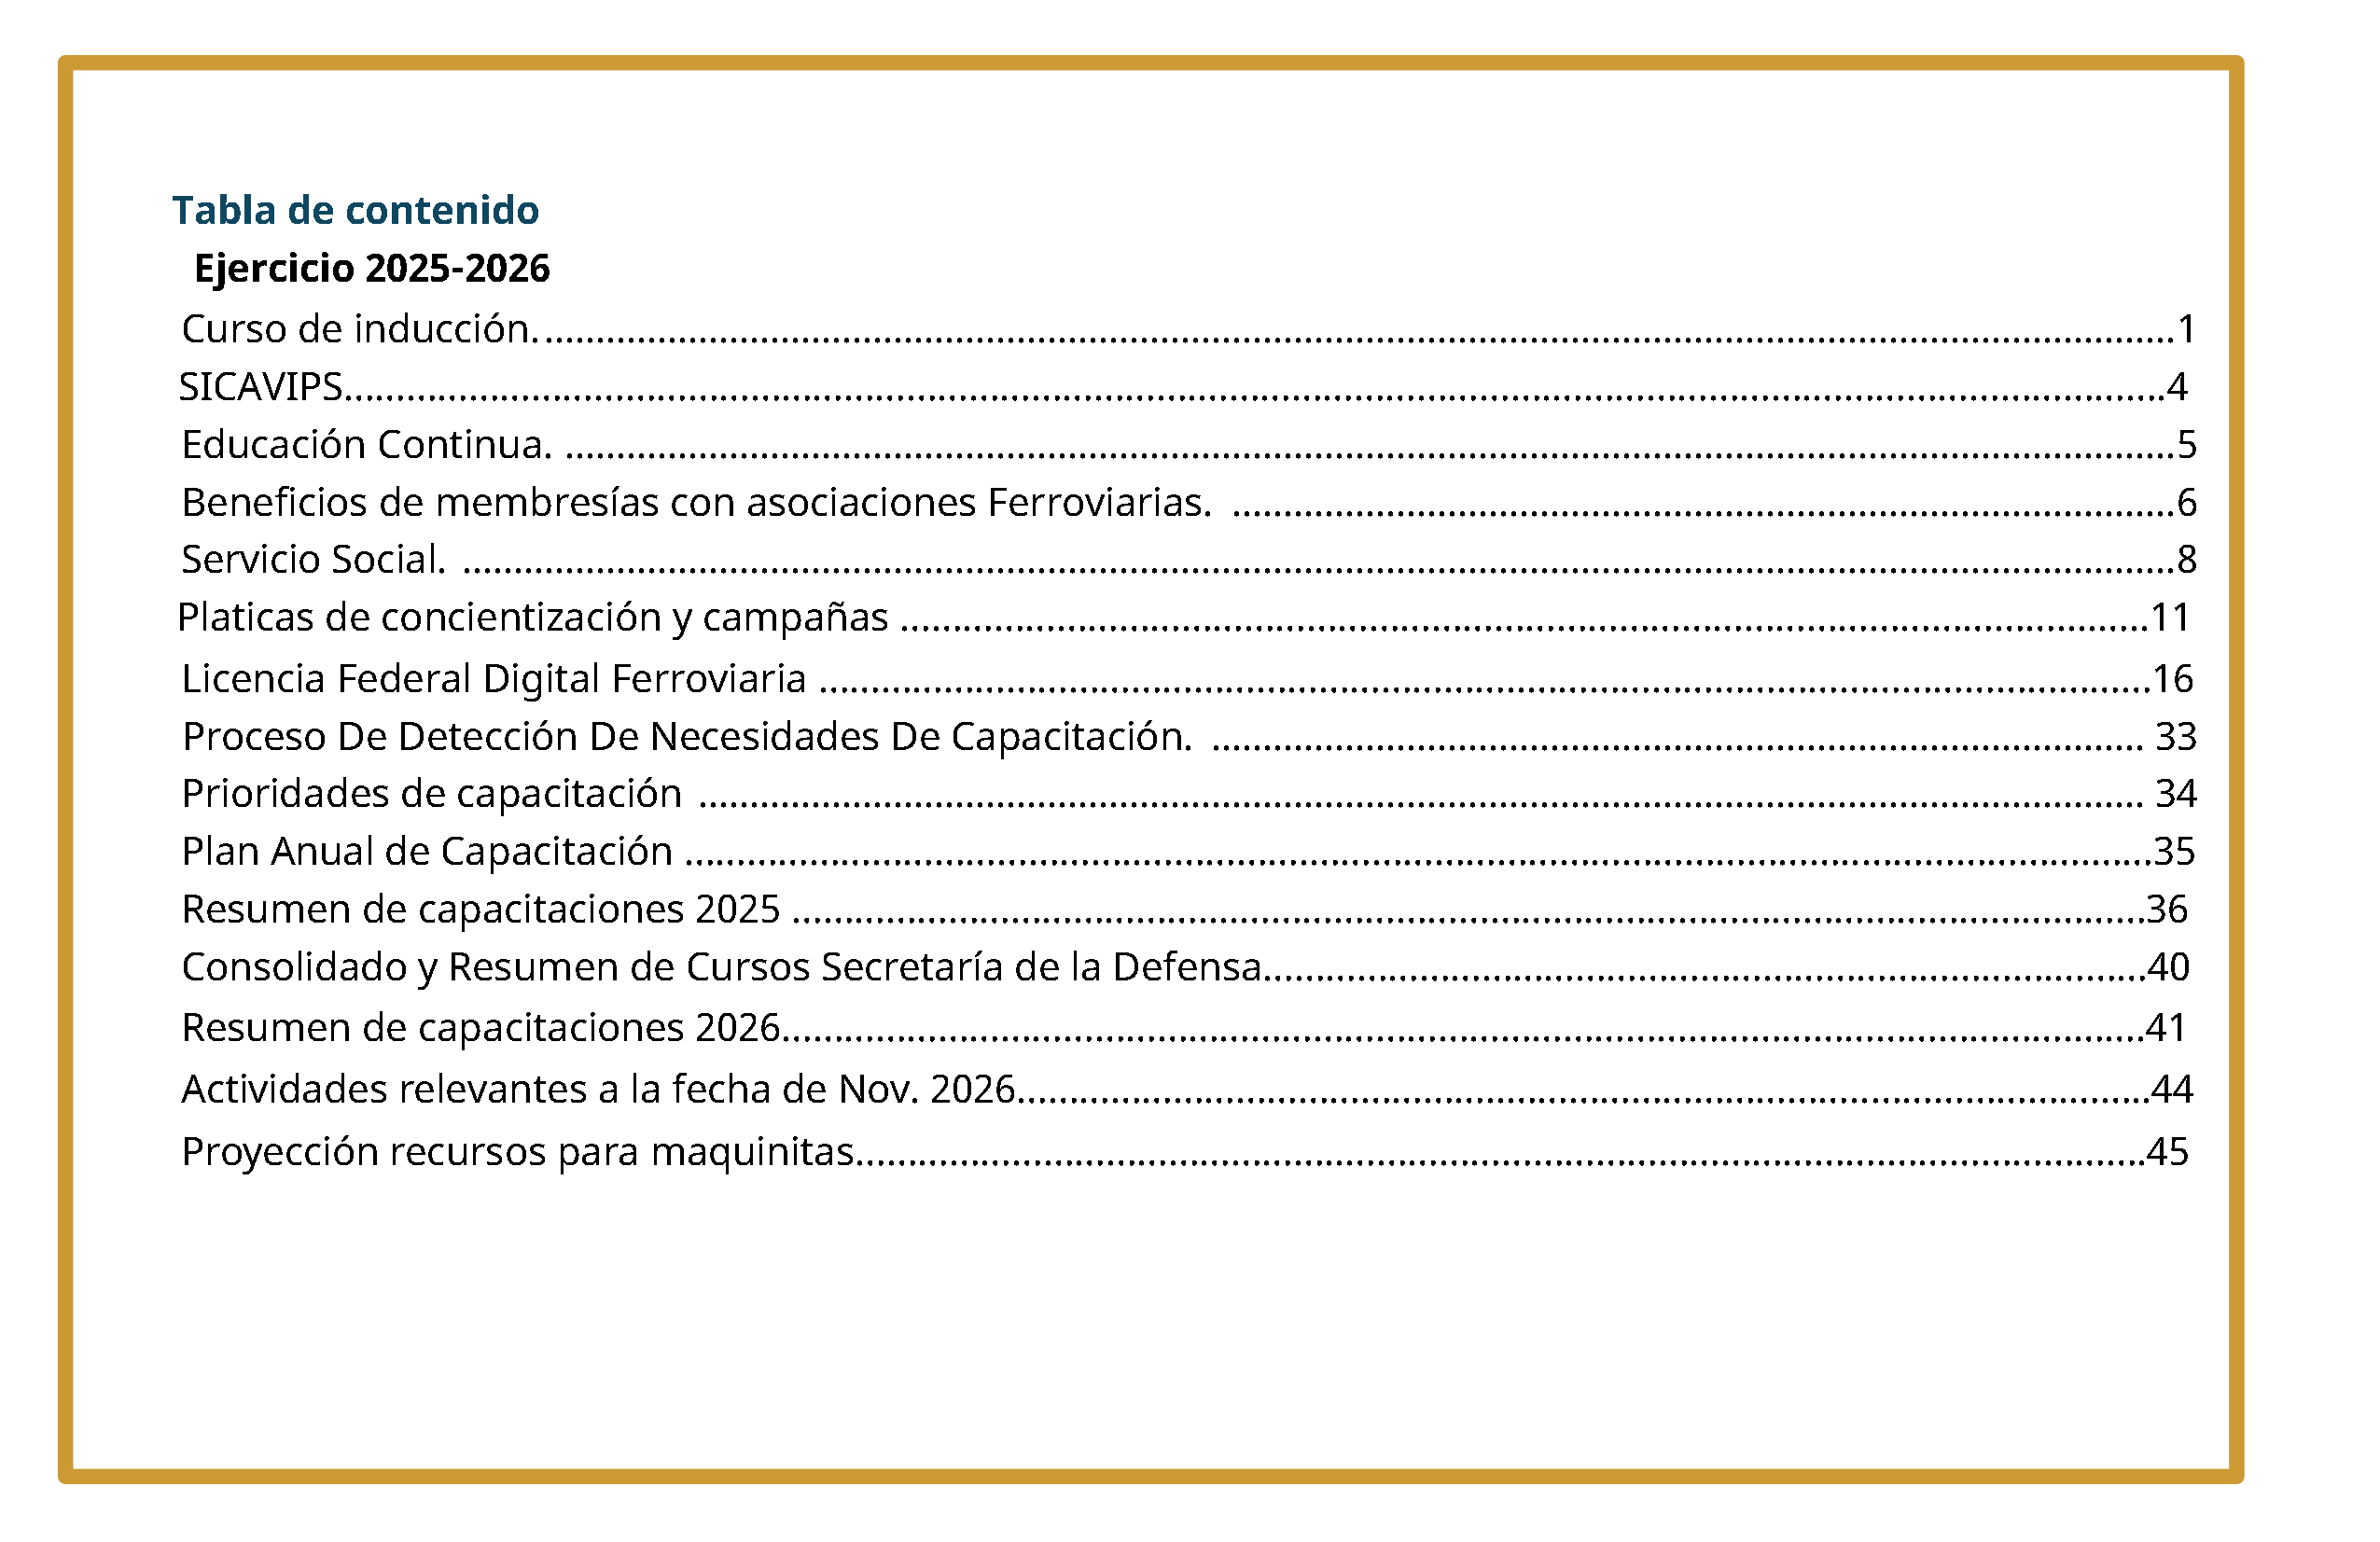 Tabla de contenido
Ejercicio 2025-2026
Curso de inducción. ........................................................................................................................................................1
SICAVIPS........................................................................................................................................................................4
Educación Continua. ......................................................................................................................................................5
Beneficios de membresías con asociaciones Ferroviarias. .........................................................................................6
Servicio Social. ................................................................................................................................................................8
Platicas de concientización y campañas .....................................................................................................................11
Licencia Federal Digital Ferroviaria .............................................................................................................................16
Proceso De Detección De Necesidades De Capacitación. ......................................................................................... 33
Prioridades de capacitación ......................................................................................................................................... 34
Plan Anual de Capacitación ..........................................................................................................................................35
Resumen de capacitaciones 2025 ................................................................................................................................36
Consolidado y Resumen de Cursos Secretaría de la Defensa.....................................................................................40
Resumen de capacitaciones 2026.................................................................................................................................41
Actividades relevantes a la fecha de Nov. 2026............................................................................................................44
Proyección recursos para maquinitas...........................................................................................................................45